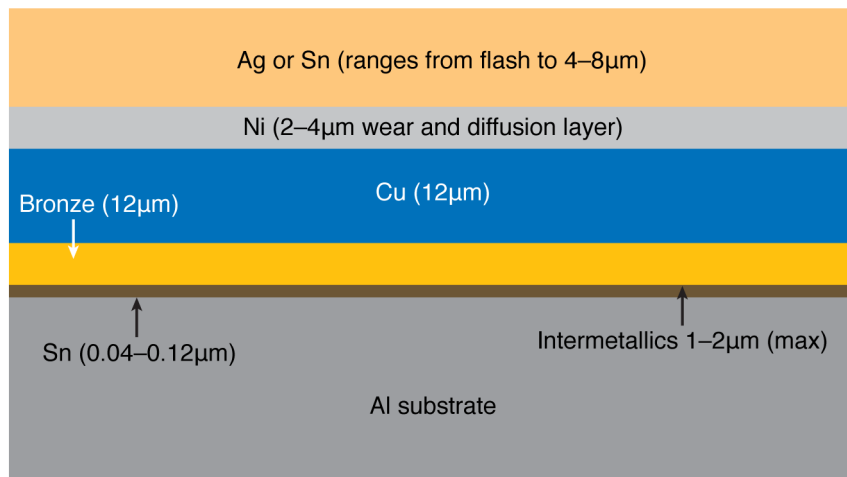 Ag or Sn (ranges from flash to 4–8µm)
Ni (2–4µm wear and diffusion layer)
Cu (12µm)
Bronze (12µm)
Sn (0.04–0.12µm)
Intermetallics 1–2µm (max)
Al substrate